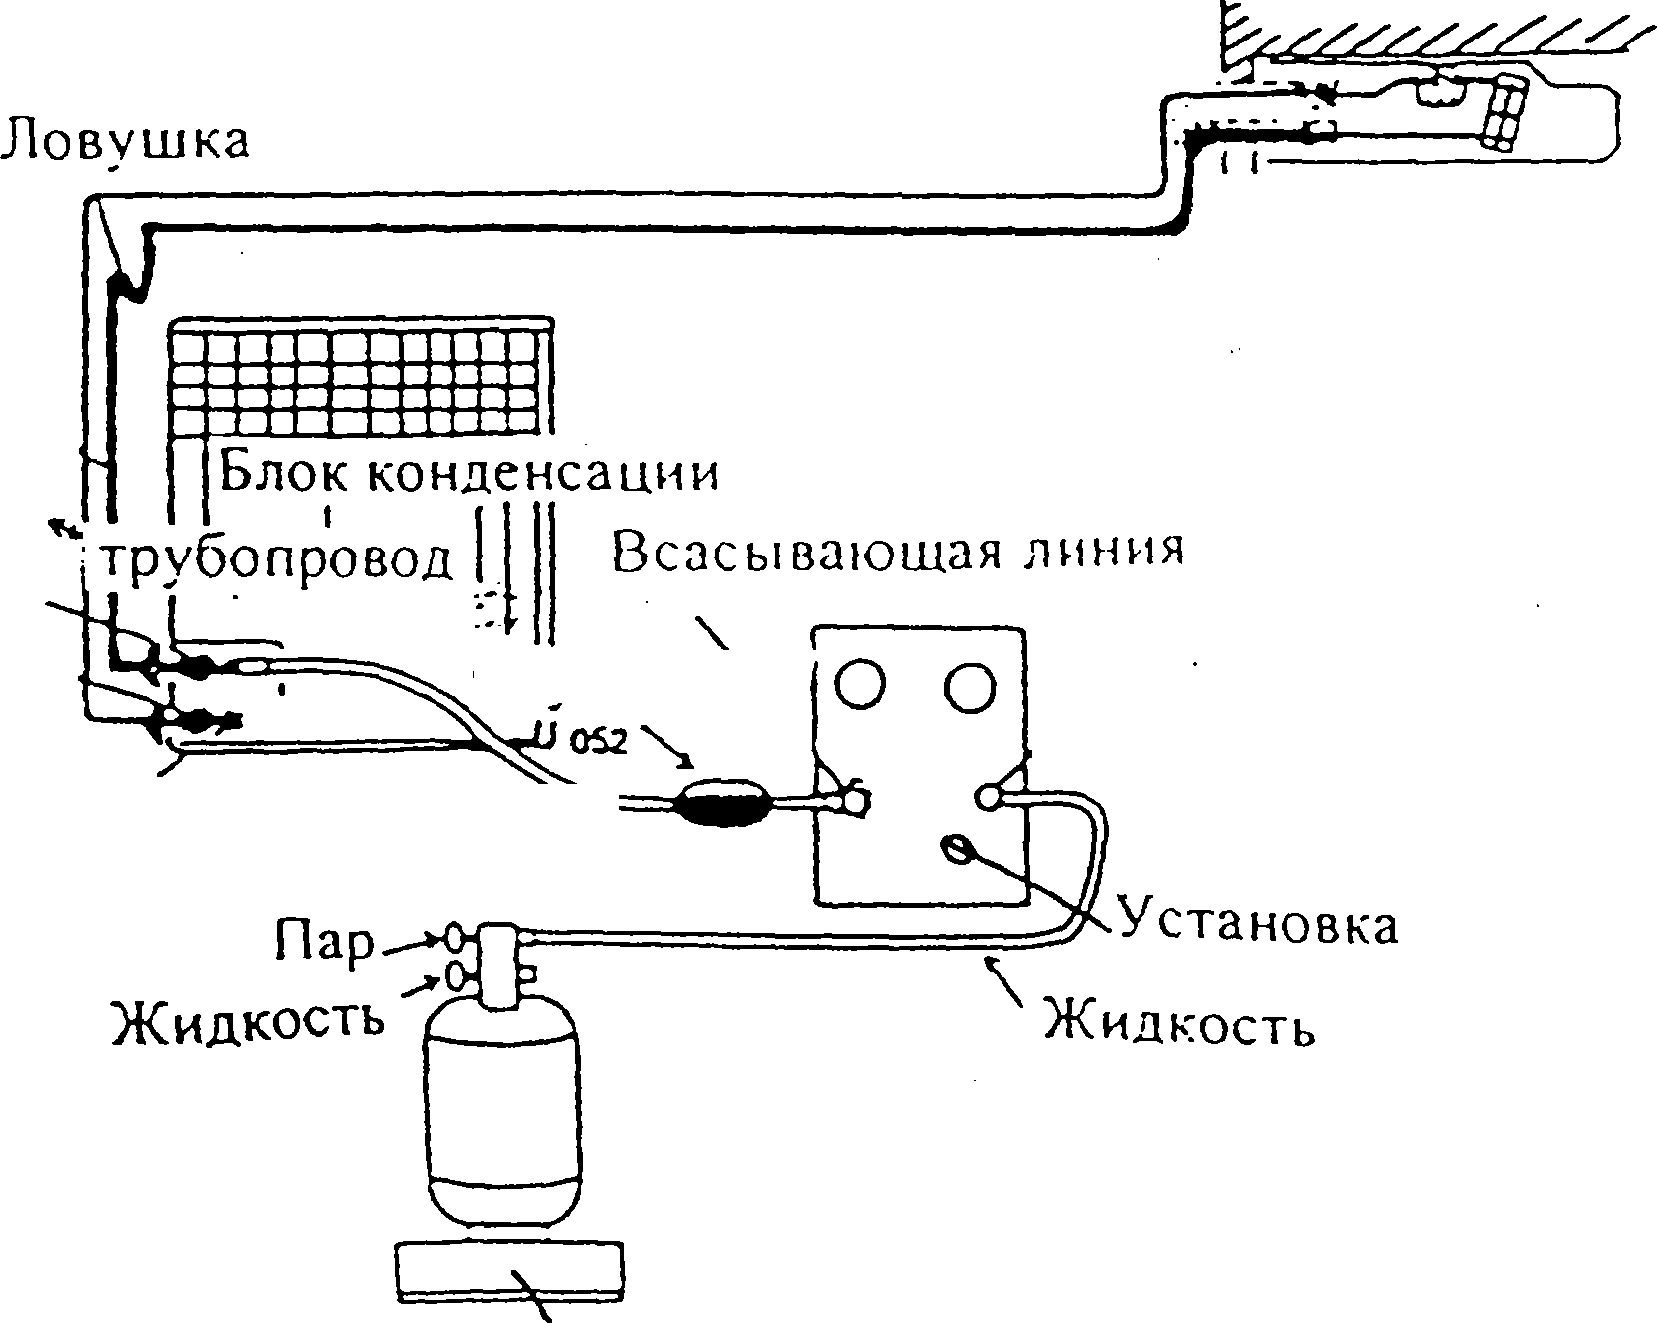 Ловушка
Блок конденсации
трубопровод
Всасывающая линия
052
Установка
Пар
Жидкость
Жидкость